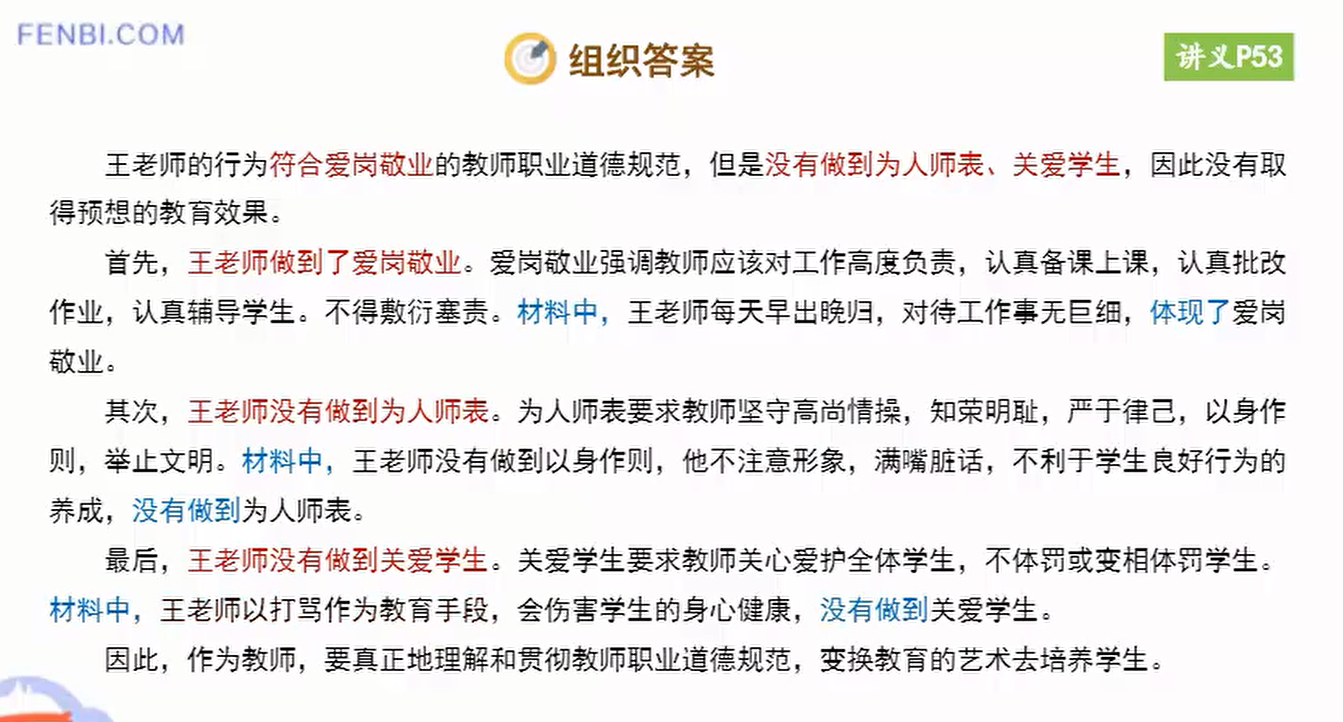 FENBI.COM
组织答案
讲义P53
王老师的行为符合爱岗敬业的教师职业道德规范，但是没有做到为人师表、关爱学生，因此没有取
得预想的教育效果。
首先，王老师做到了爱岗敬业。爱岗敬业强调教师应该对工作高度负责，认真备课上课，认真批改
作业，认真辅导学生。不得敷衍塞责。材料中，王老师每天早出晚归，对待工作事无巨细，体现了爱岗
敬业。
其次，王老师没有做到为人师表。为人师表要求教师坚守高尚情操，知荣明耻，严于律己，以身作
则，举止文明。材料中，王老师没有做到以身作则，他不注意形象，满嘴脏话，不利于学生良好行为的
养成，没有做到为人师表。
最后，王老师没有做到关爱学生。关爱学生要求教师关心爱护全体学生，不体罚或变相体罚学生。
材料中，王老师以打骂作为教育手段，会伤害学生的身心健康，没有做到关爱学生。
因此，作为教师，要真正地理解和贯彻教师职业道德规范，变换教育的艺术去培养学生。